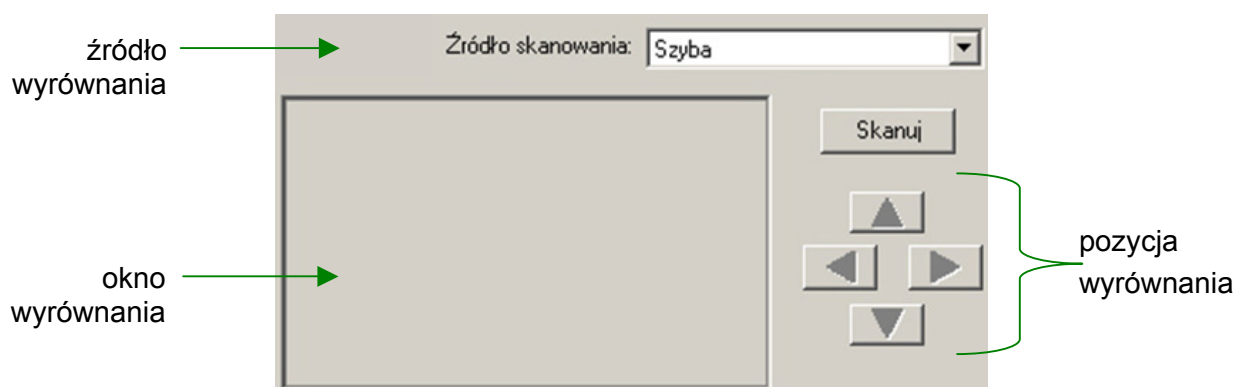 źródło
wyrównania
Źródło skanowania:
Szyba
Skanuj
okno
wyrównania
pozycja
wyrównania